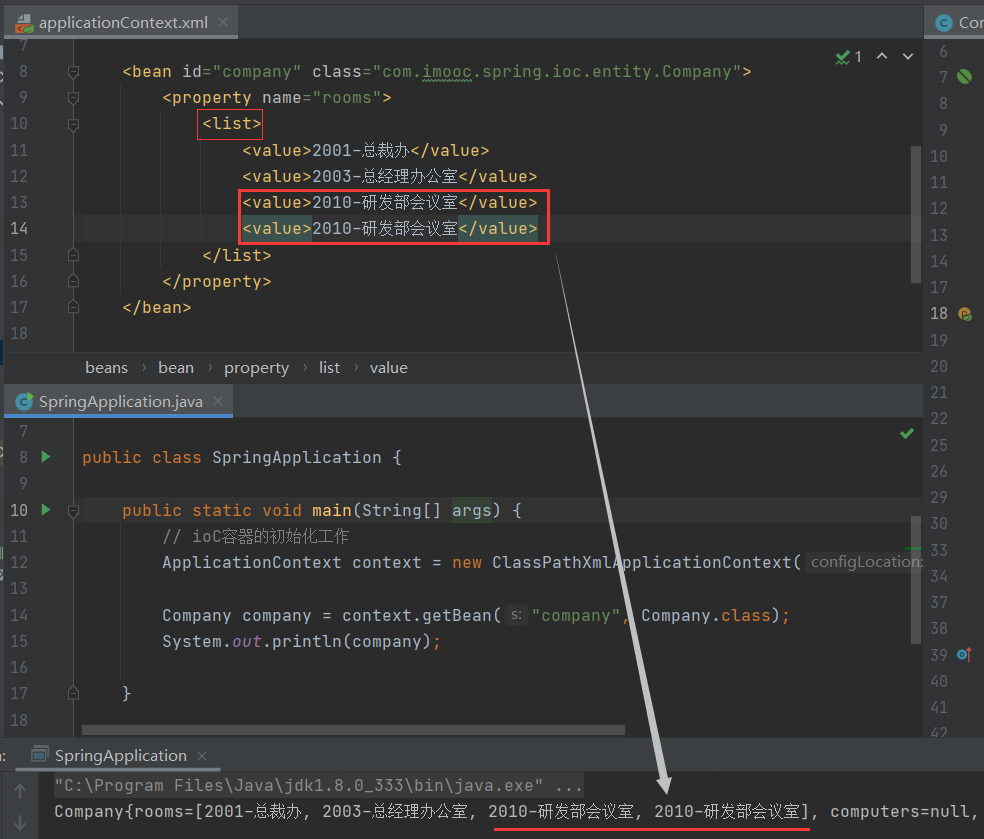 applicationContext.xml
Con
7
8 <bean id="company" class="com.imooc.spring.ioc.entity.Company">
9 <property name="rooms">
10 <list>
11 <value>2001-总裁办</value>
12 <value>2003-总经理办公室</value>
13 <value>2010-研发部会议室</value>
14 <value>2010-研发部会议室</value>
15 </list>
16 </property>
17 </bean>
18
1
beans › bean › property › list › value
SpringApplication.java
7
8 public class SpringApplication {
9
10 public static void main(String[] args) {
11 // ioC容器的初始化工作
12 ApplicationContext context = new ClassPathXmlApplicationContext( configLocation:
13
14 Company company = context.getBean( s: "company", Company.class);
15 System.out.println(company);
16
17 }
18
6
7
8
9
10
11
12
13
14
17
18
19
20
21
22
25
26
29
30
33
34
37
38
39
40
41
42
SpringApplication
"C:\Program Files\Java\jdk1.8.0_333\bin\java.exe" ...
Company{rooms=[2001-总裁办, 2003-总经理办公室, 2010-研发部会议室, 2010-研发部会议室], computers=null,